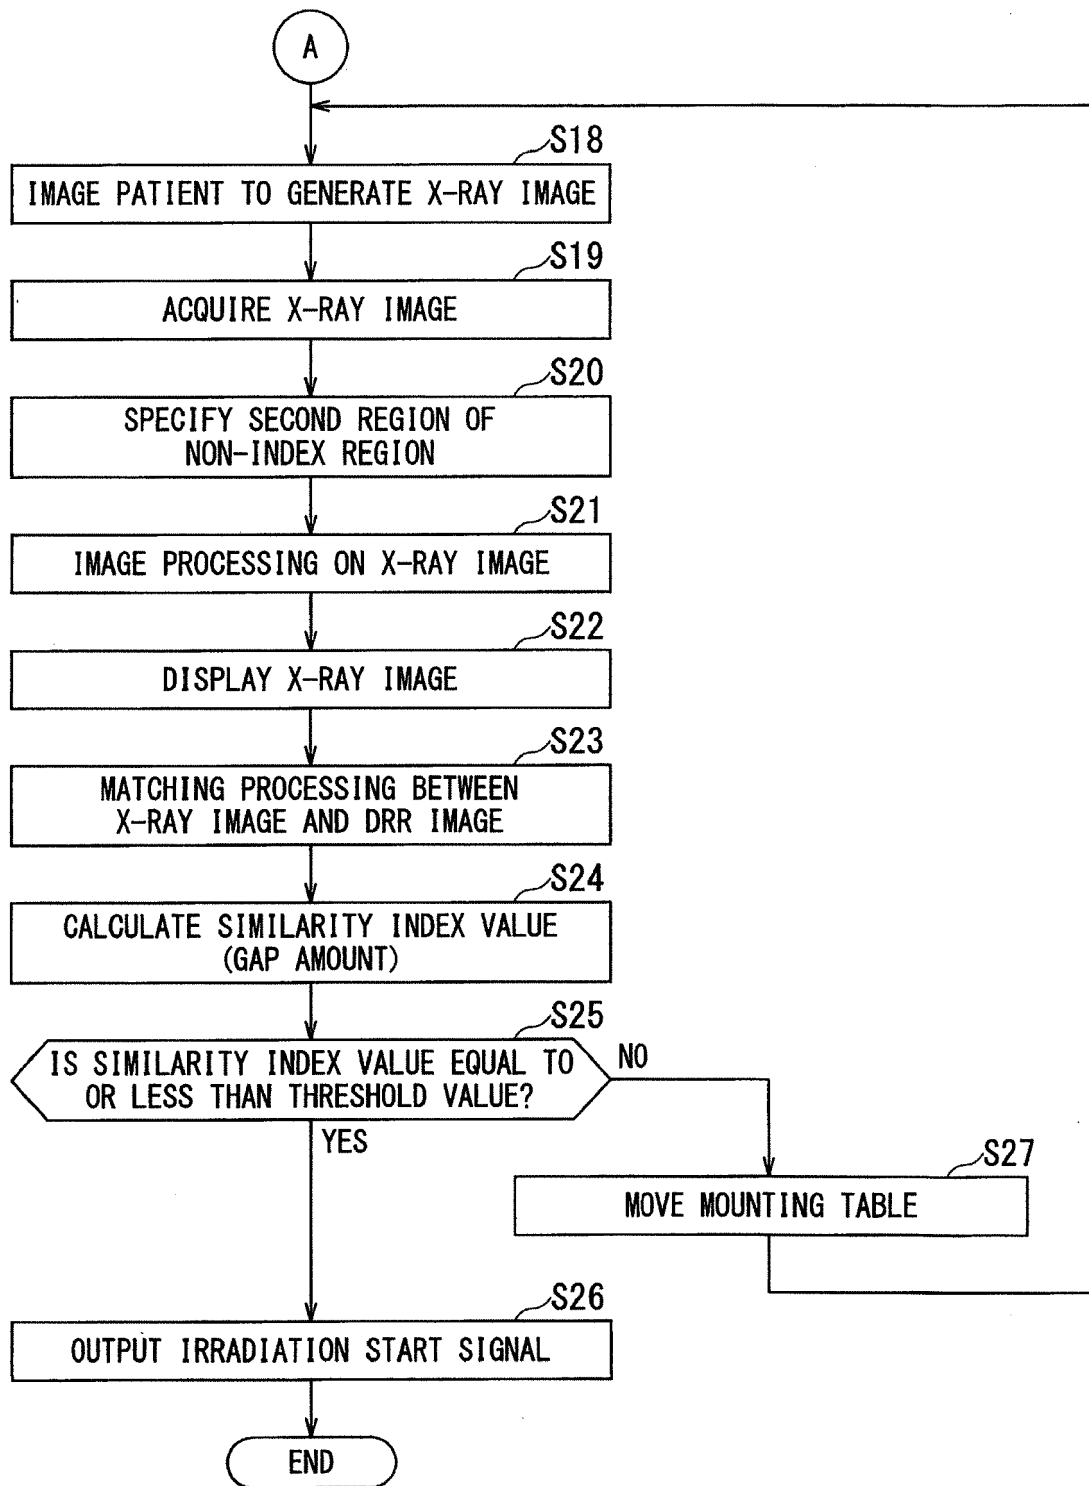 A
S18
IMAGE PATIENT TO GENERATE X-RAY IMAGE
S19
ACQUIRE X-RAY IMAGE
S20
SPECIFY SECOND REGION OF
NON-INDEX REGION
S21
IMAGE PROCESSING ON X-RAY IMAGE
S22
DISPLAY X-RAY IMAGE
S23
MATCHING PROCESSING BETWEEN
X-RAY IMAGE AND DRR IMAGE
S24
CALCULATE SIMILARITY INDEX VALUE
(GAP AMOUNT)
S25
IS SIMILARITY INDEX VALUE EQUAL TO
OR LESS THAN THRESHOLD VALUE?
NO
YES
S27
MOVE MOUNTING TABLE
S26
OUTPUT IRRADIATION START SIGNAL
END